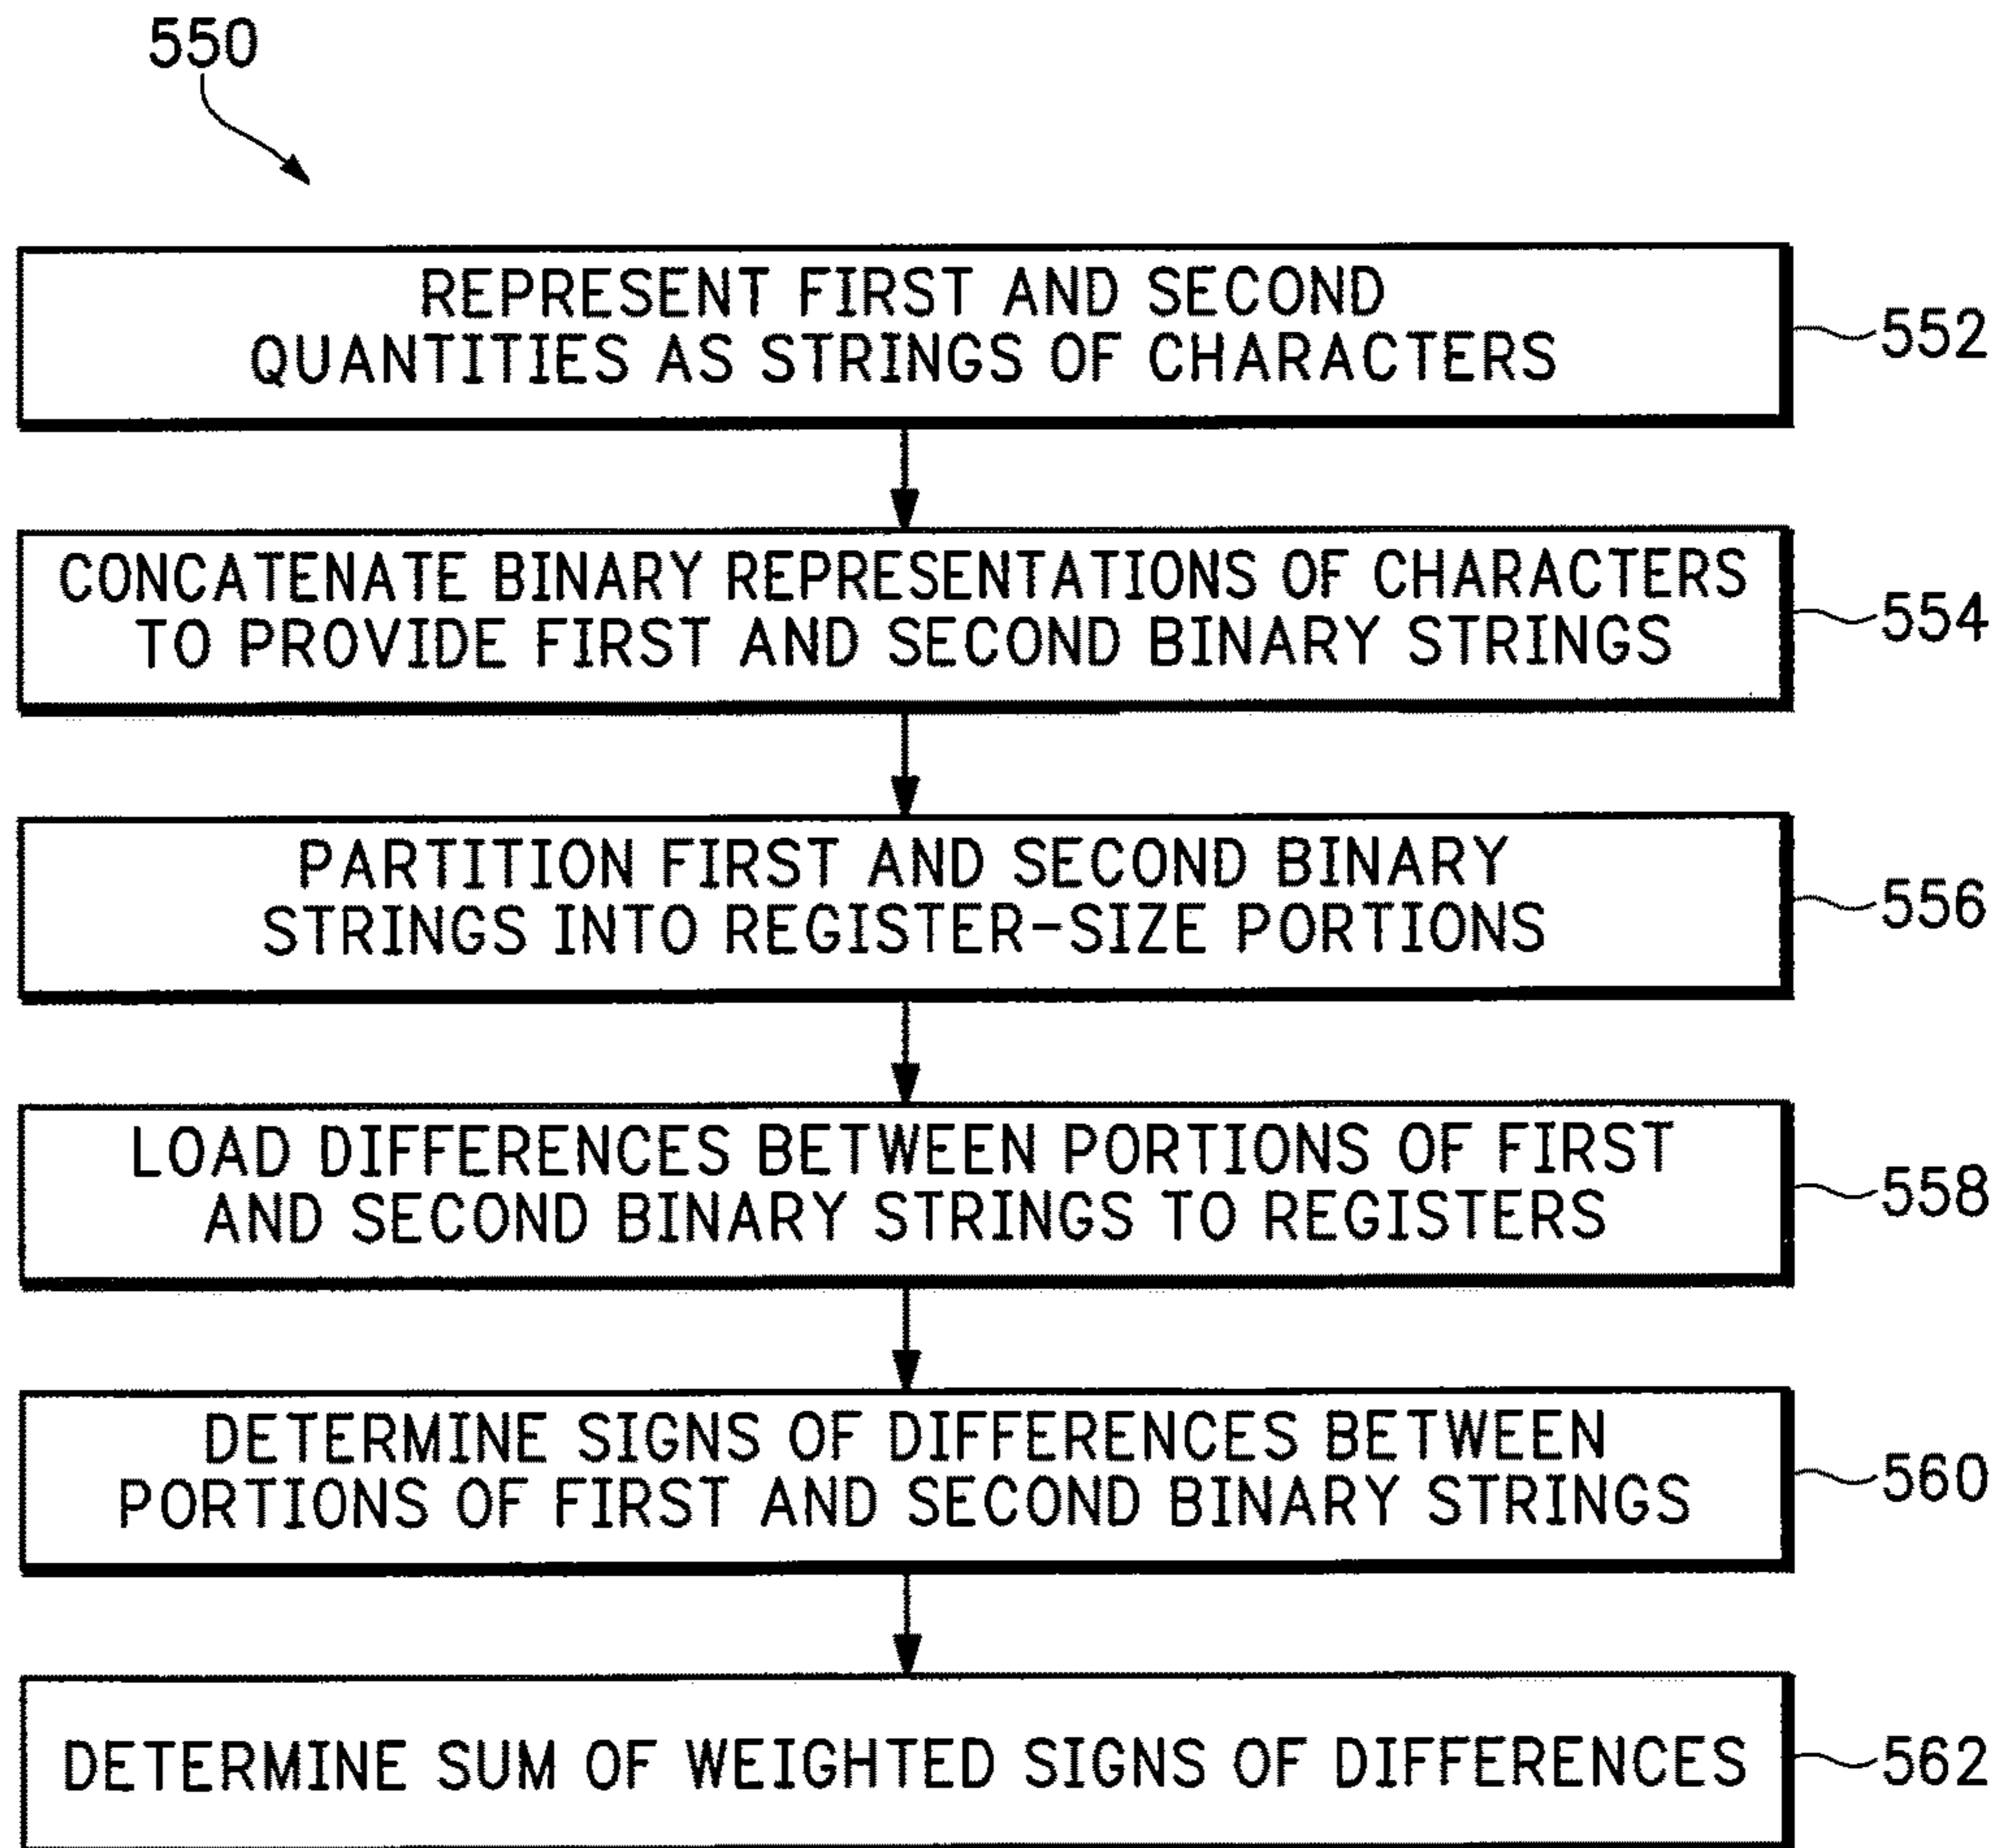 550
REPRESENT FIRST AND SECOND
QUANTITIES AS STRINGS OF CHARACTERS
552
CONCATENATE BINARY REPRESENTATIONS OF CHARACTERS
TO PROVIDE FIRST AND SECOND BINARY STRINGS
554
PARTITION FIRST AND SECOND BINARY
STRINGS INTO REGISTER-SIZE PORTIONS
556
LOAD DIFFERENCES BETWEEN PORTIONS OF FIRST
AND SECOND BINARY STRINGS TO REGISTERS
558
DETERMINE SIGNS OF DIFFERENCES BETWEEN
PORTIONS OF FIRST AND SECOND BINARY STRINGS
560
DETERMINE SUM OF WEIGHTED SIGNS OF DIFFERENCES
562